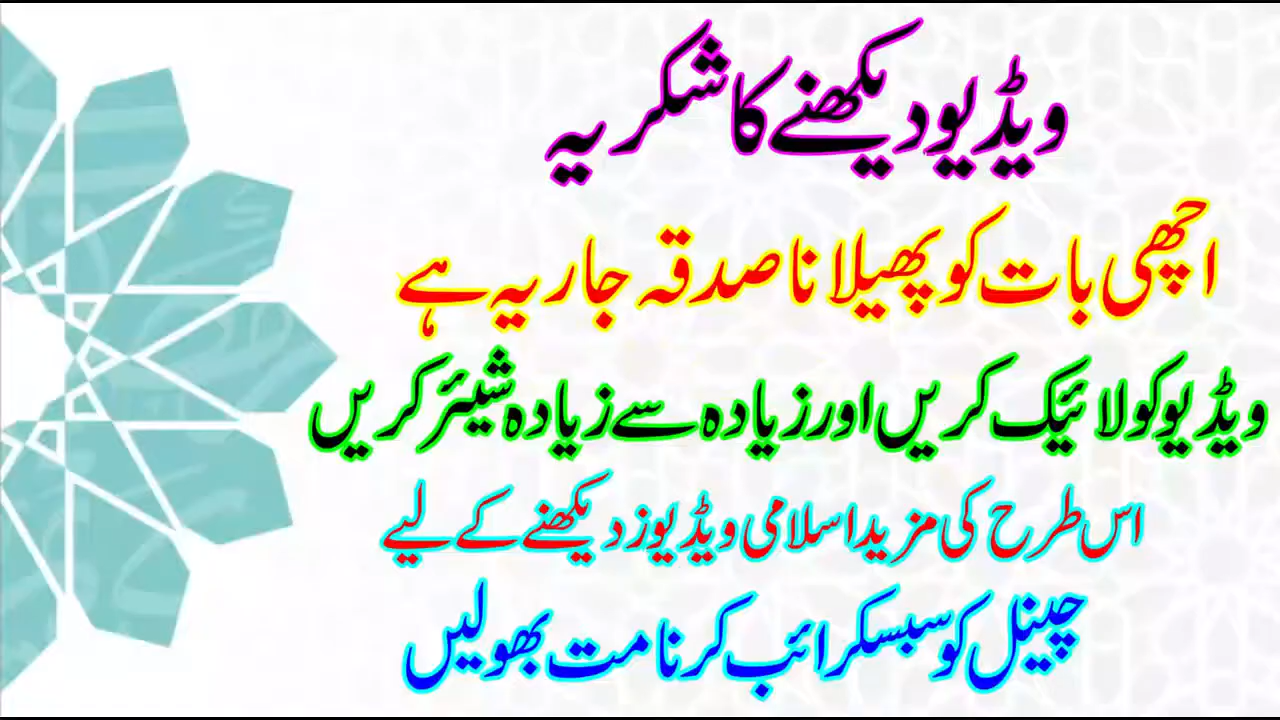 ویڈیو دیکھنے کا شکریہ
اچھی بات کو پھیلانا صدقہ جاریہ ہے
ویڈیو کو لائیک کریں اور زیادہ سے زیادہ شیئر کریں
اس طرح کی مزید اسلامی ویڈیوز دیکھنے کے لیے
چینل کو سبسکرائب کرنا مت بھولیں